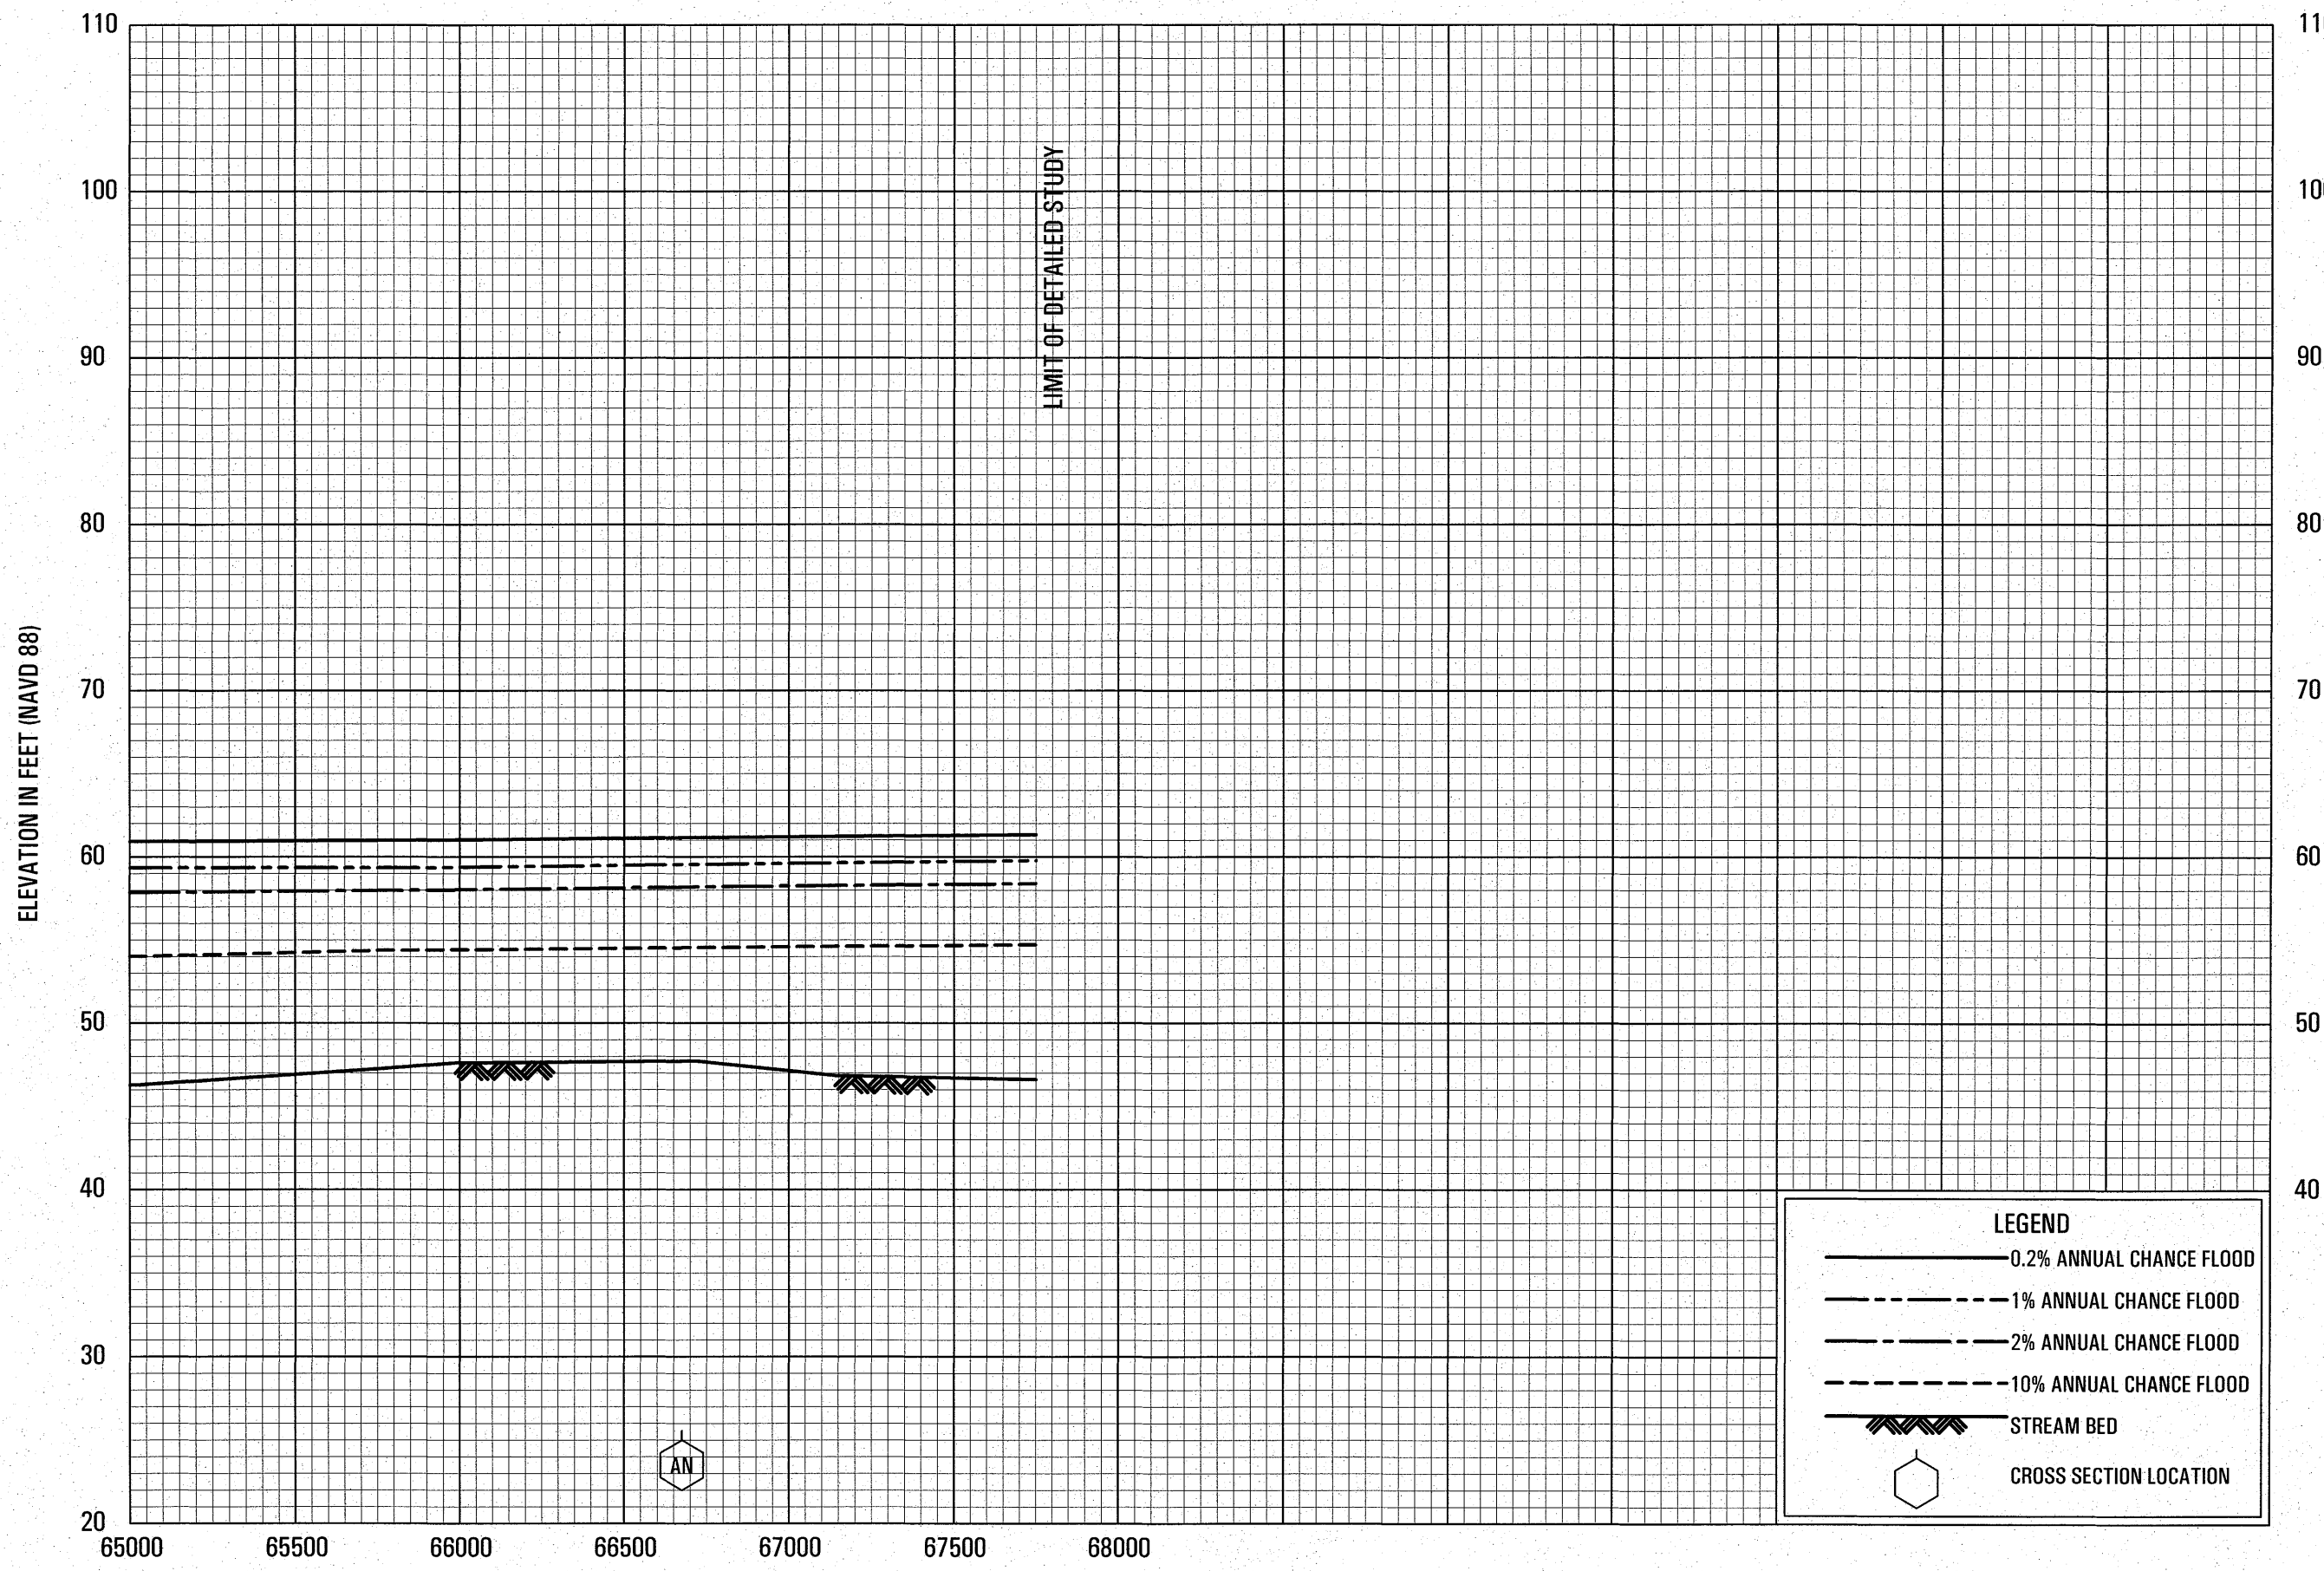 110
100
90
80
70
60
50
40
30
20
ELEVATION IN FEET (NAVD 88)
LIMIT OF DETAILED STUDY
AN
65000 65500 66000 66500 67000 67500 68000
11
10
90
80
70
60
50
40
LEGEND
0.2% ANNUAL CHANCE FLOOD
1% ANNUAL CHANCE FLOOD
2% ANNUAL CHANCE FLOOD
10% ANNUAL CHANCE FLOOD
STREAM BED
CROSS SECTION LOCATION